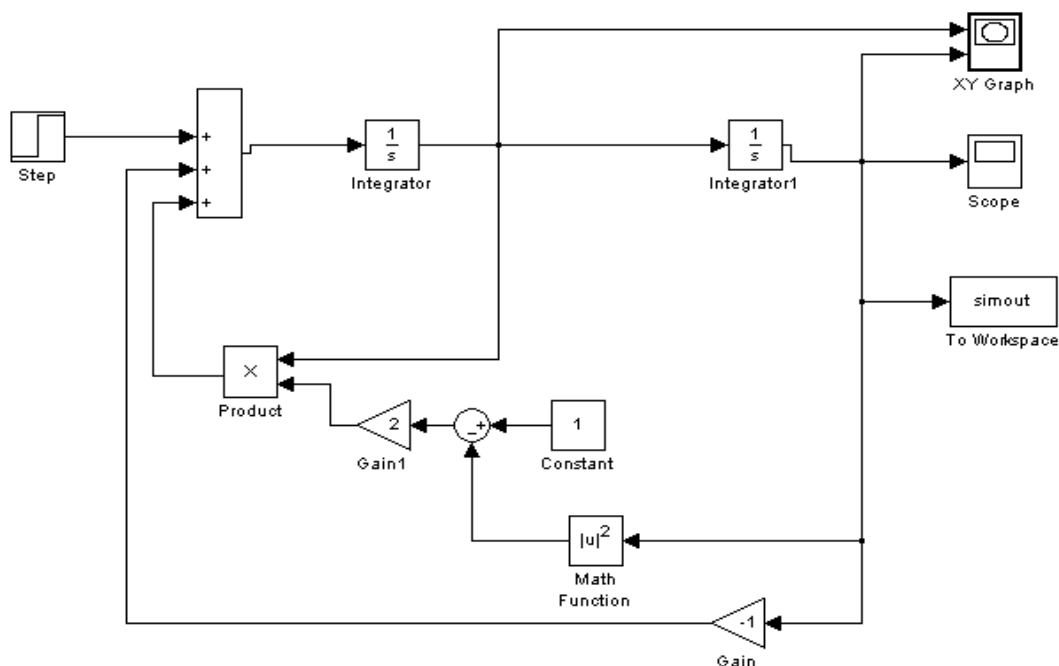 XY Graph
+
+
+
Step
1
s
Integrator
1
s
Integrator1
Scope
simout
To Workspace
×
Product
2
Gain1
−+
1
Constant
|u|²
Math
Function
-1
Gain